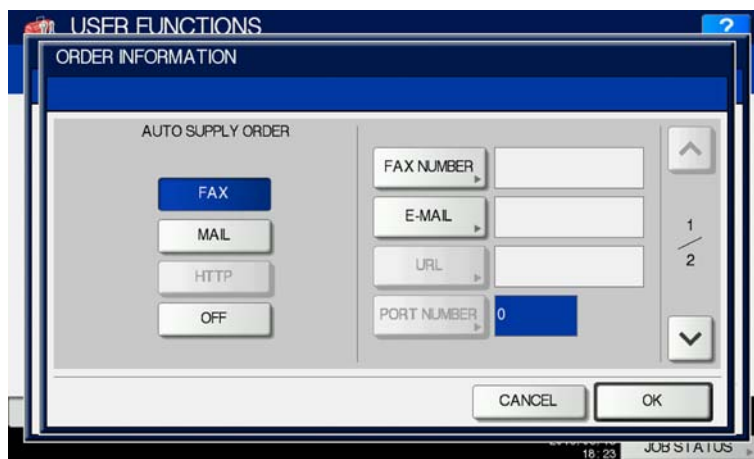 USER FUNCTIONS
?
ORDER INFORMATION
AUTO SUPPLY ORDER
FAX
MAIL
HTTP
OFF
FAX NUMBER
E-MAIL
URL
PORT NUMBER
0
1
2
CANCEL
OK
18:23
JOB STATUS